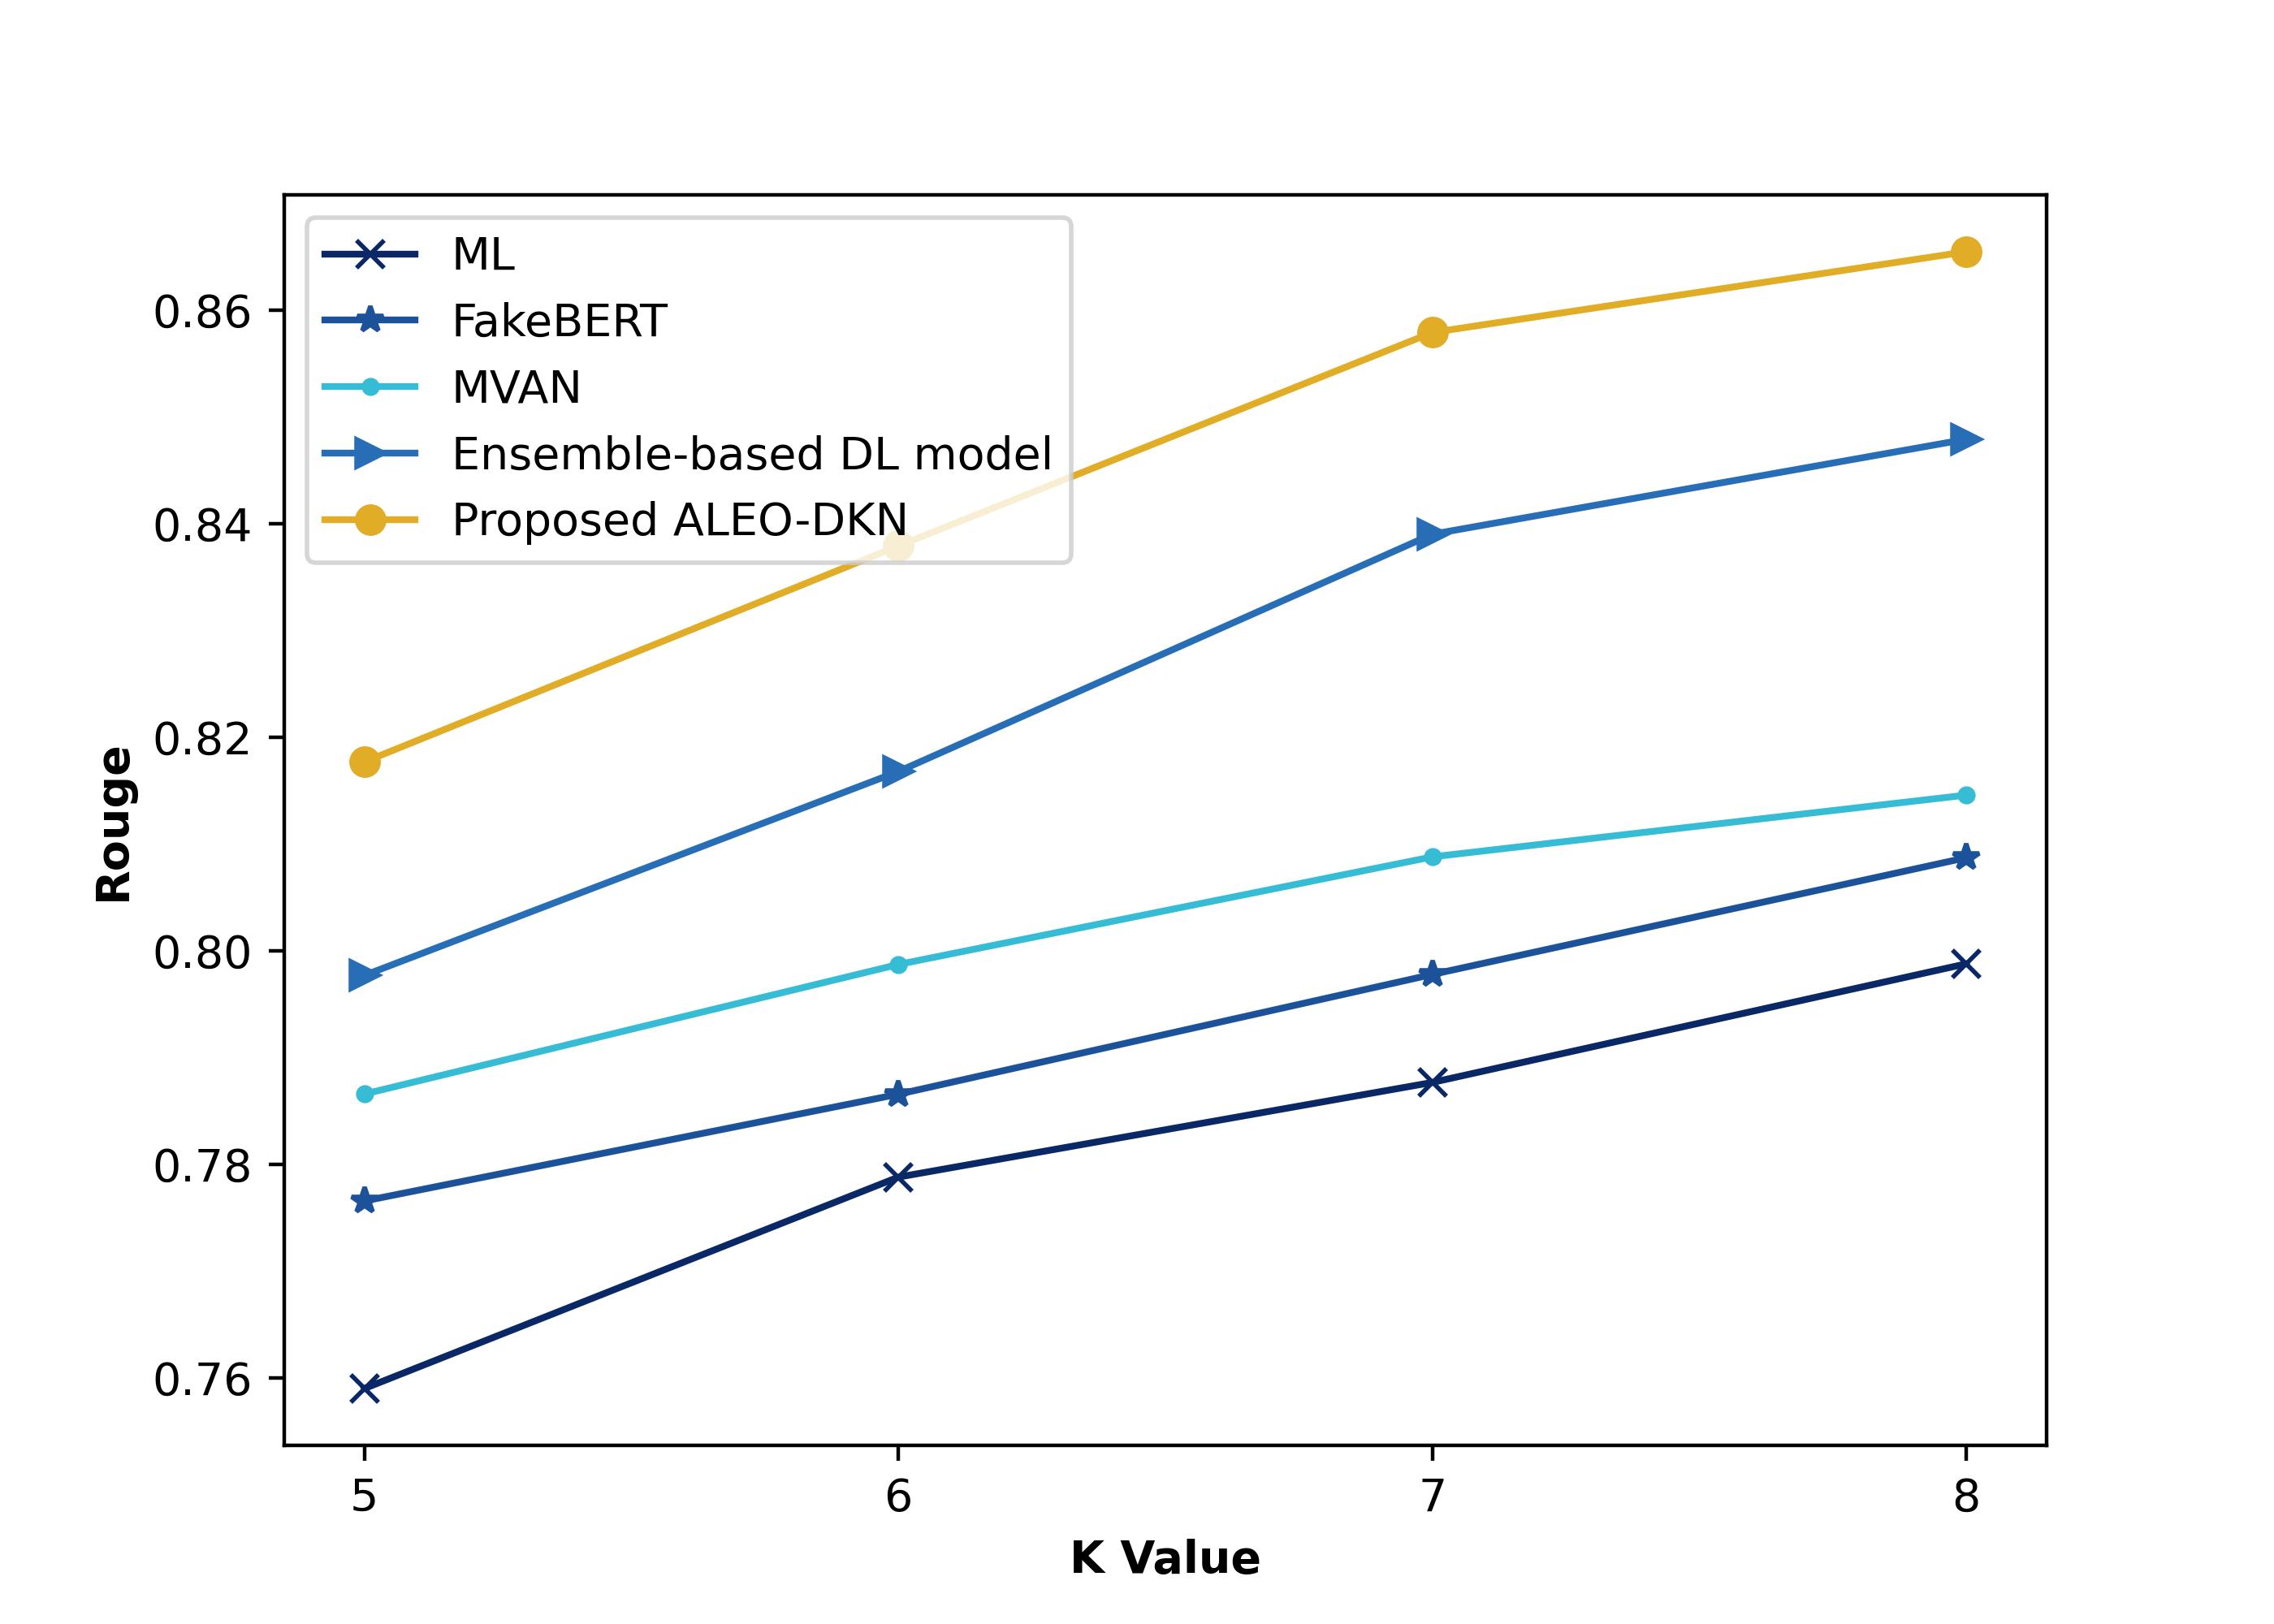 ML
FakeBERT
MVAN
Ensemble-based DL model
Proposed ALEO-DKN
0.86
0.84
0.82
0.80
0.78
0.76
Rouge
5 6 7 8
K Value